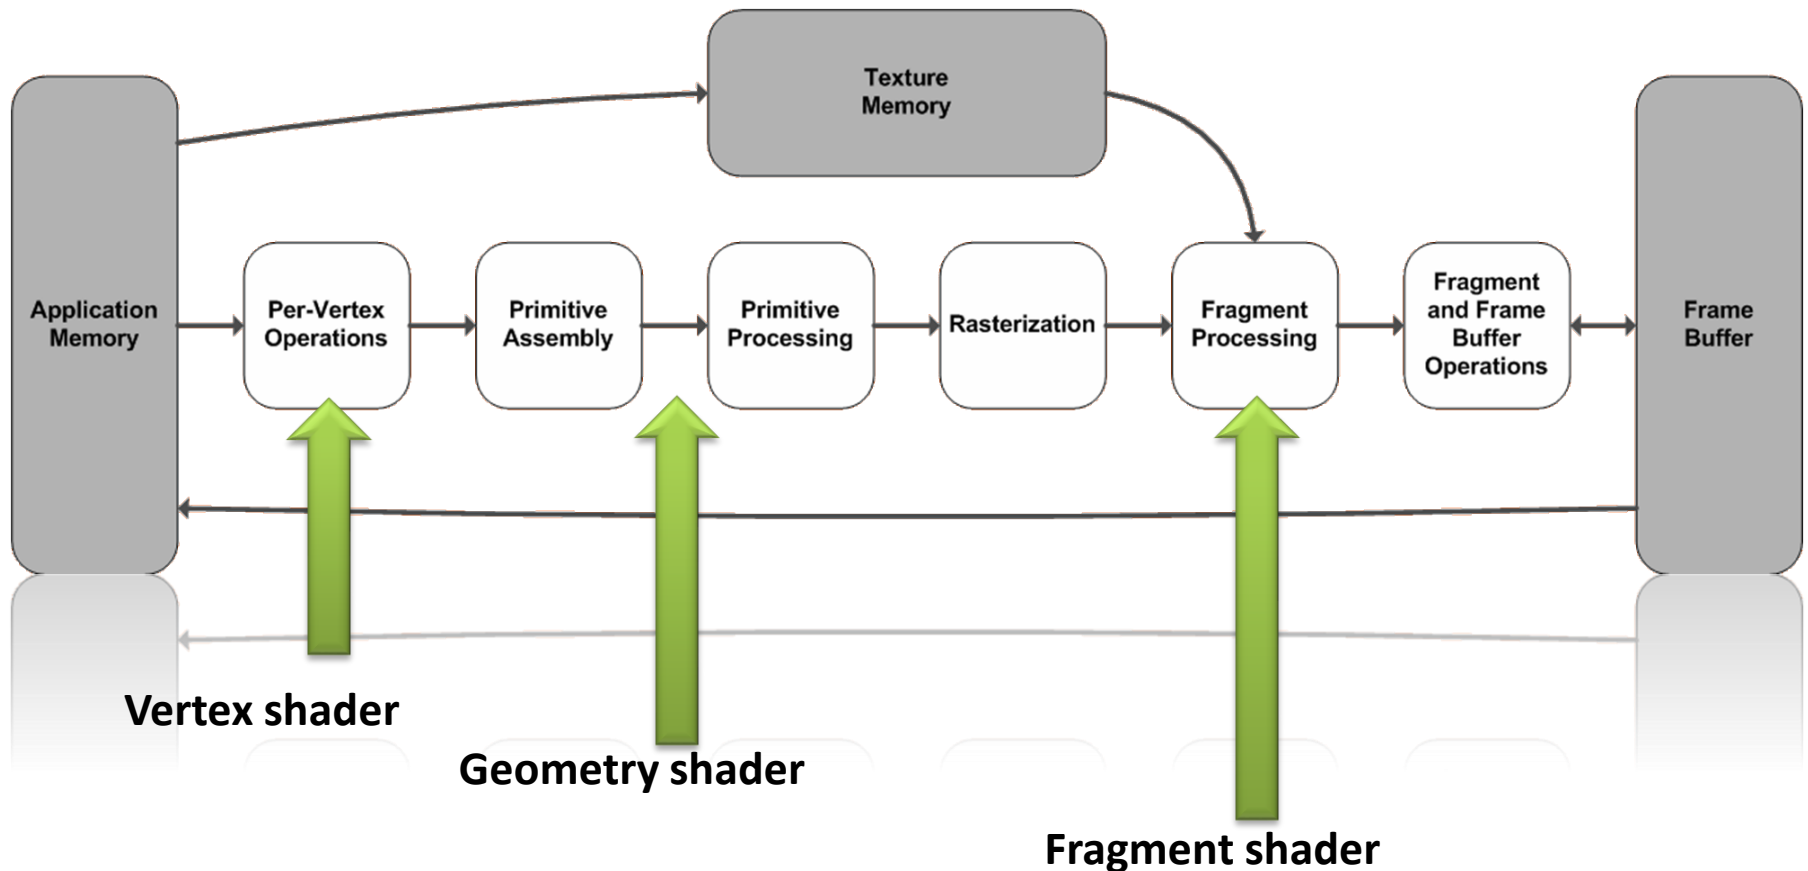 Texture
Memory
Application
Memory
Per-Vertex
Operations
Primitive
Assembly
Primitive
Processing
Rasterization
Fragment
Processing
Fragment
and Frame
Buffer
Operations
Frame
Buffer
Vertex shader
Geometry shader
Fragment shader